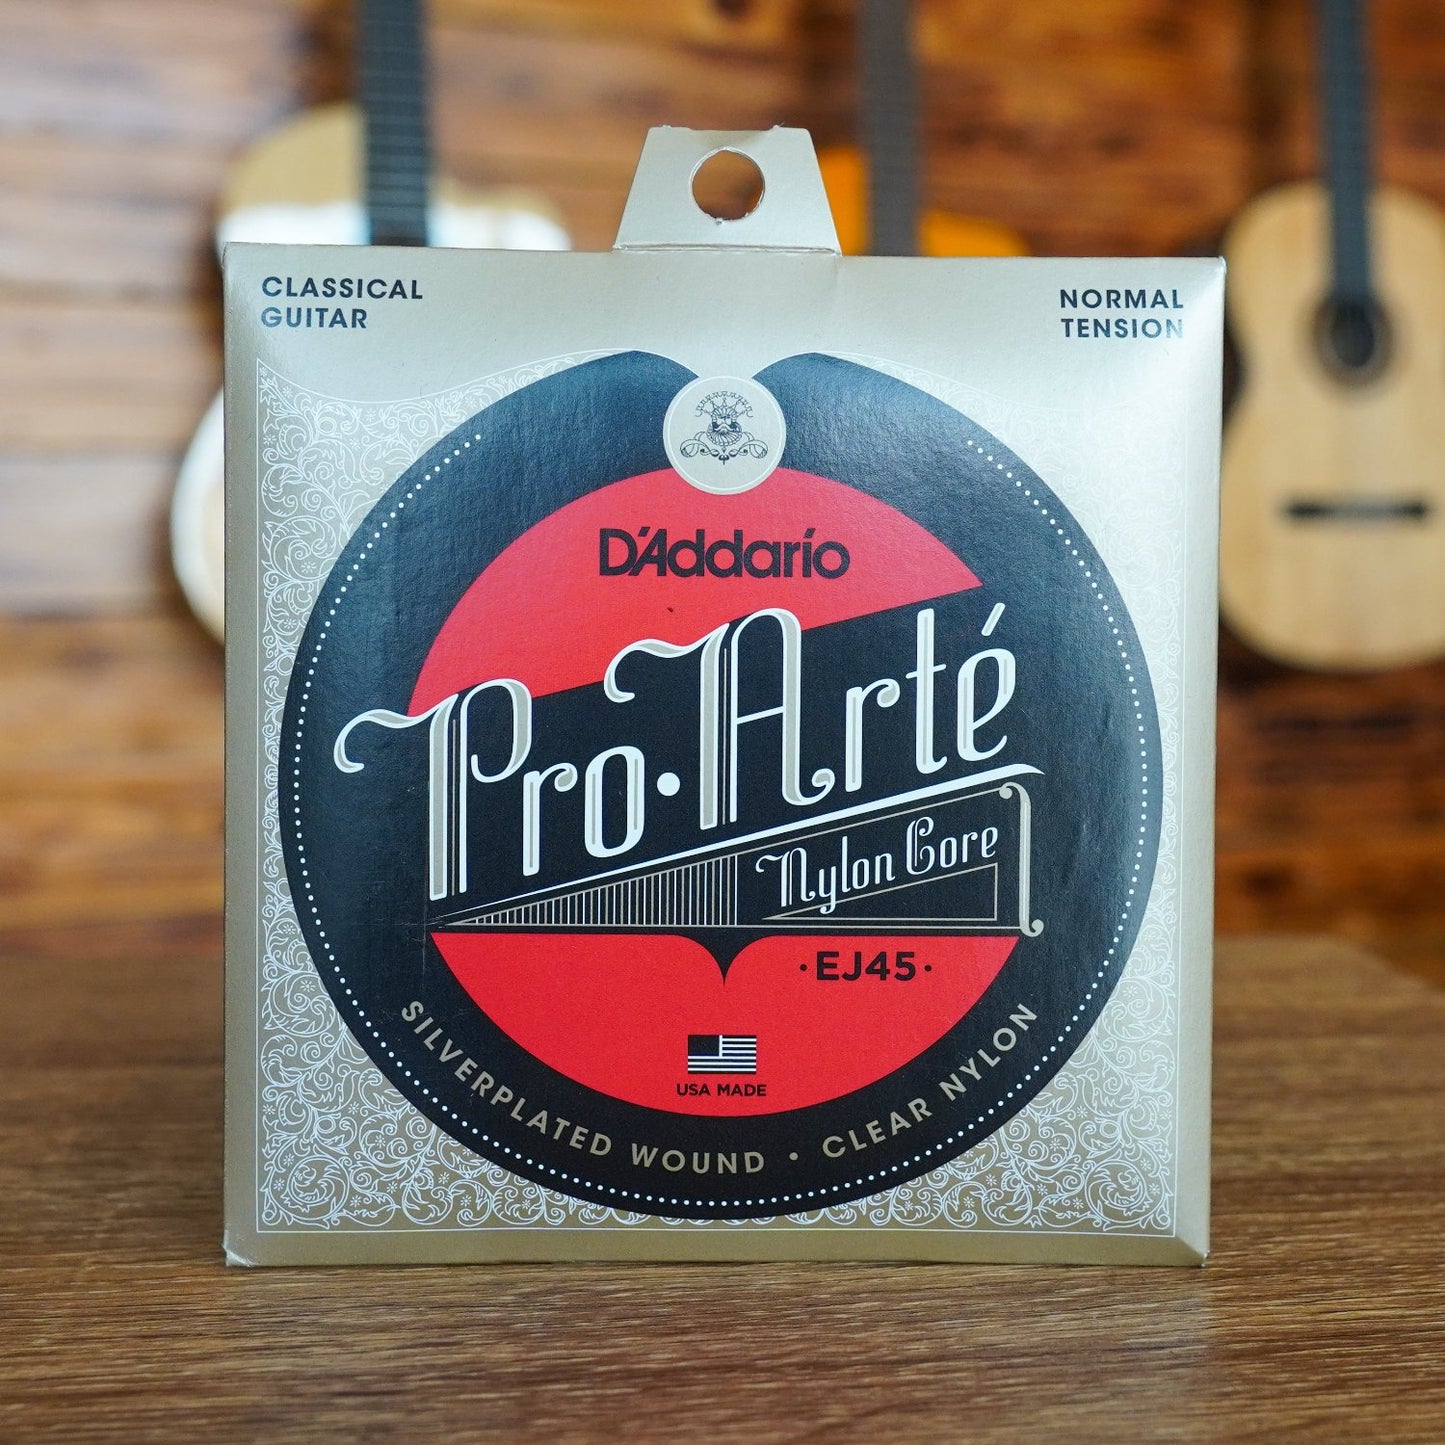 CLASSICAL
GUITAR
NORMAL
TENSION
D'Addario
Pro·Arté
Nylon Core
·EJ45·
USA MADE
SILVERPLATED WOUND • CLEAR NYLON